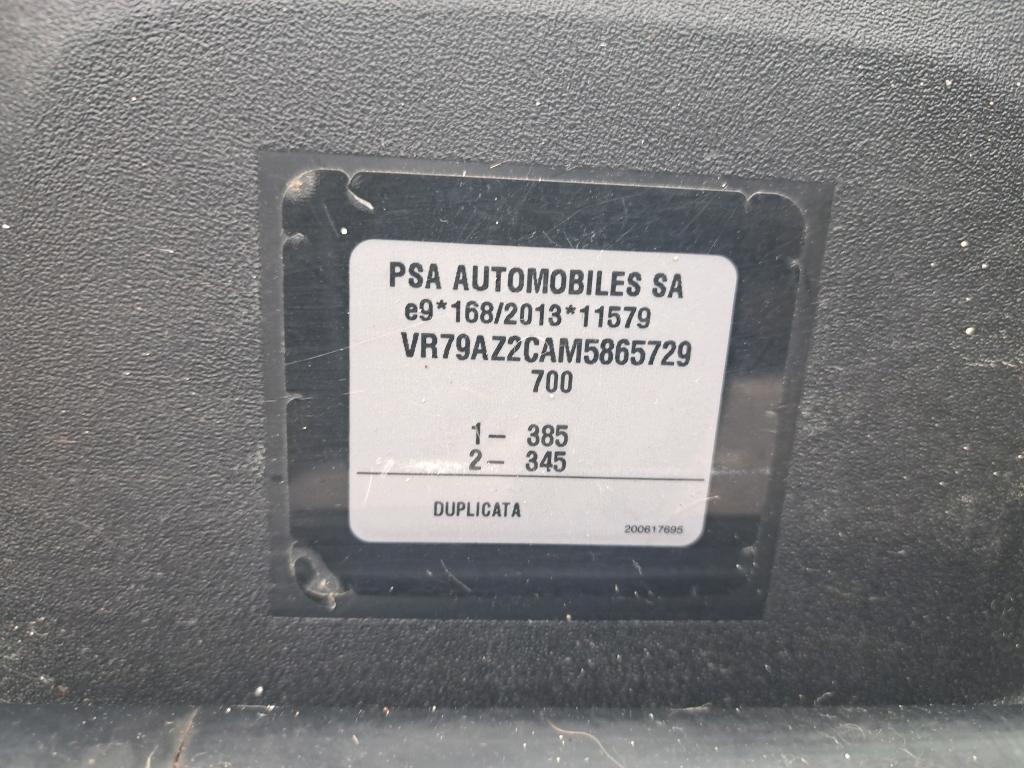 PSA AUTOMOBILES SA
e9*168/2013*11579
VR79AZ2CAM5865729
700
1- 385
2- 345
DUPLICATA
200617695